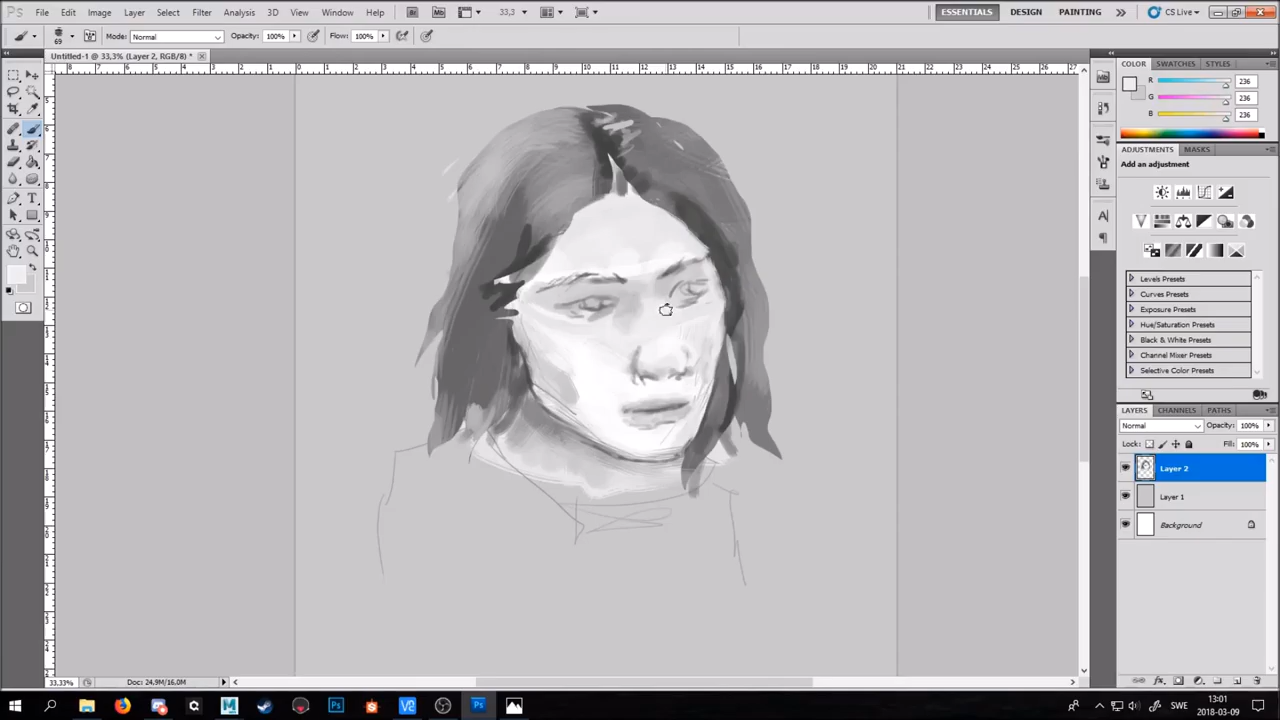 Ps File Edit Image Layer Select Filter Analysis 3D View Window Help Br Mb 33,3 ESSENTIALS DESIGN PAINTING CS Live
69 Mode: Normal Opacity: 100% Flow: 100%
Untitled-1 @ 33,3% (Layer 2, RGB/8) *
COLOR SWATCHES STYLES
R 236
G 236
B 236
ADJUSTMENTS MASKS
Add an adjustment
Levels Presets
Curves Presets
Exposure Presets
Hue/Saturation Presets
Black & White Presets
Channel Mixer Presets
Selective Color Presets
LAYERS CHANNELS PATHS
Normal Opacity: 100%
Lock: Fill: 100%
Layer 2
Layer 1
Background
33,33% Doc: 24,9M/16,0M
SWE 13:01
2018-03-09